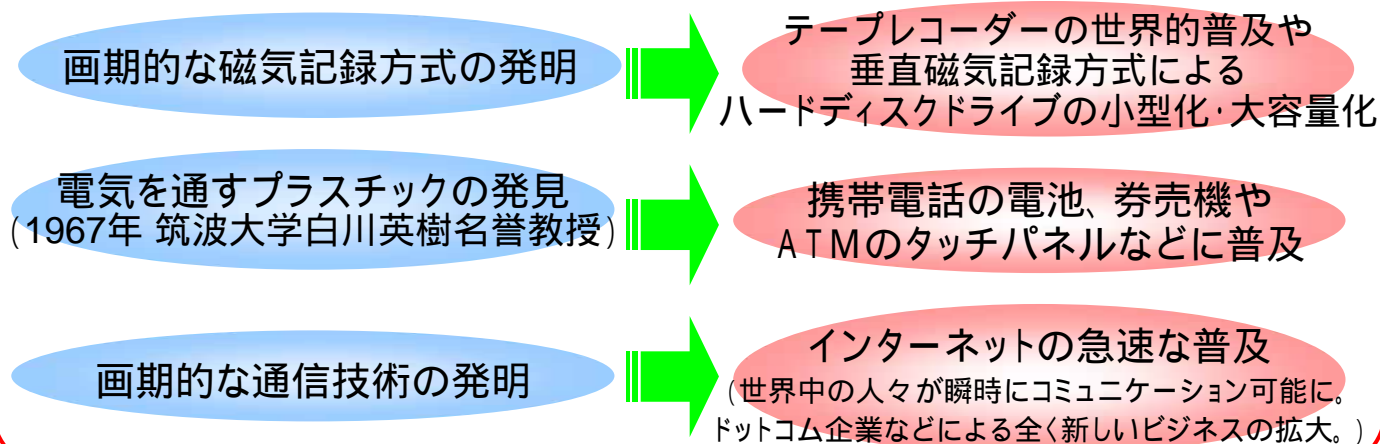 画期的な磁気記録方式の発明
テープレコーダーの世界的普及や
垂直磁気記録方式による
ハードディスクドライブの小型化・大容量化
電気を通すプラスチックの発見
(1967年 筑波大学白川英樹名誉教授)
携帯電話の電池、券売機や
ATMのタッチパネルなどに普及
画期的な通信技術の発明
インターネットの急速な普及
(世界中の人々が瞬時にコミュニケーション可能に。
ドットコム企業などによる全く新しいビジネスの拡大。)